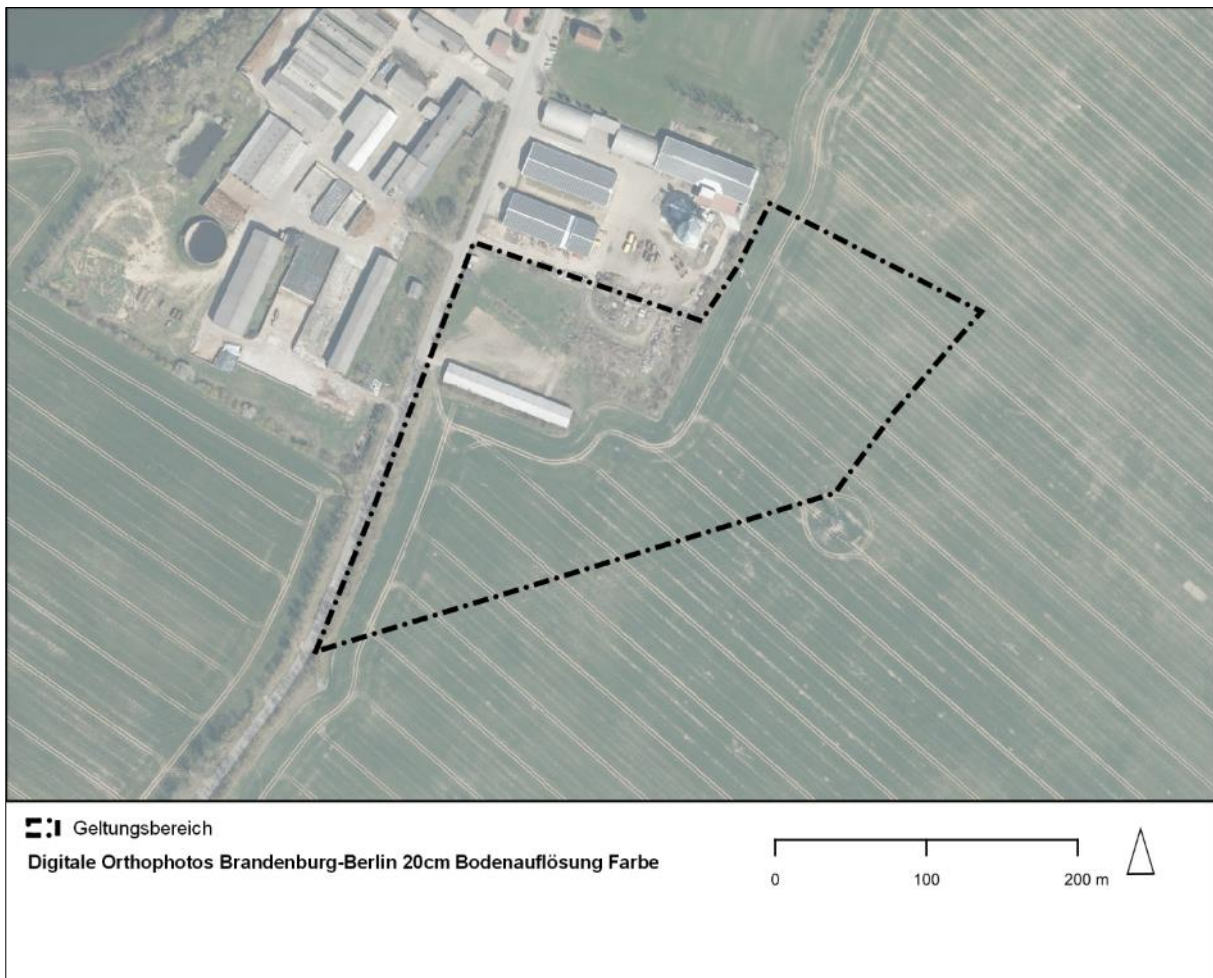 Geltungsbereich
Digitale Orthophotos Brandenburg-Berlin 20cm Bodenauflösung Farbe
0 100 200 m